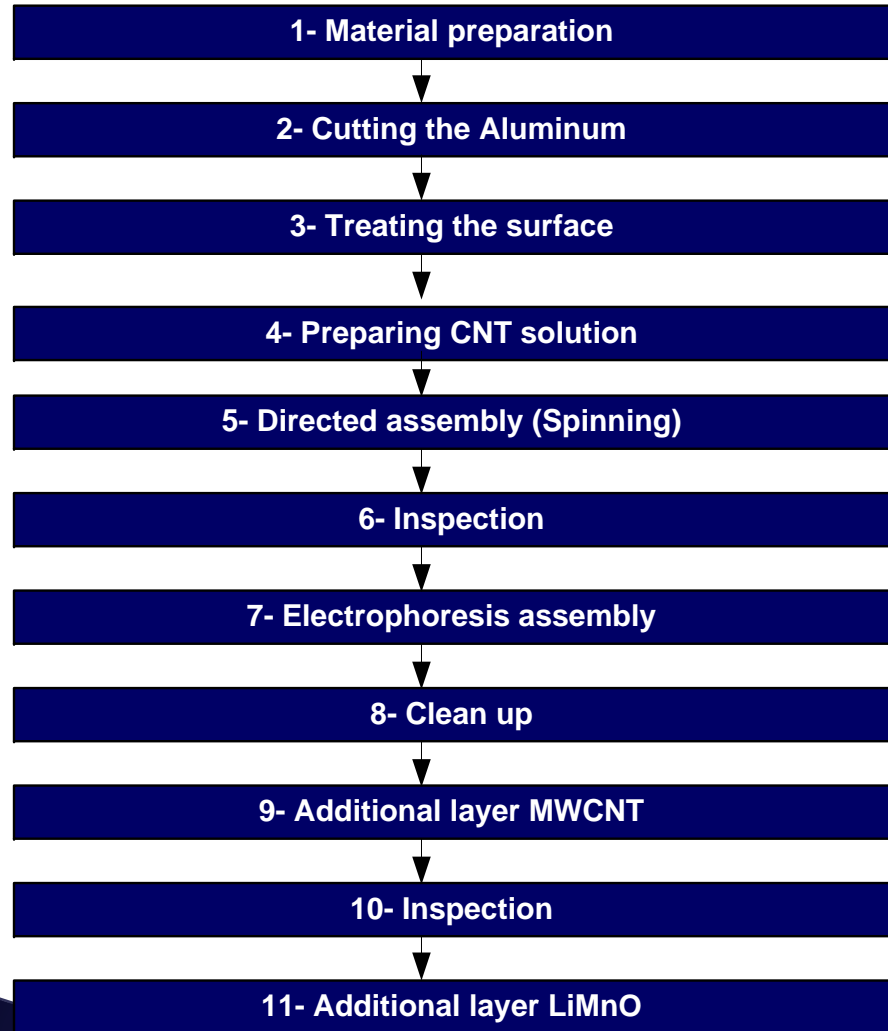 1- Material preparation
2- Cutting the Aluminum
3- Treating the surface
4- Preparing CNT solution
5- Directed assembly (Spinning)
6- Inspection
7- Electrophoresis assembly
8- Clean up
9- Additional layer MWCNT
10- Inspection
11- Additional layer LiMnO